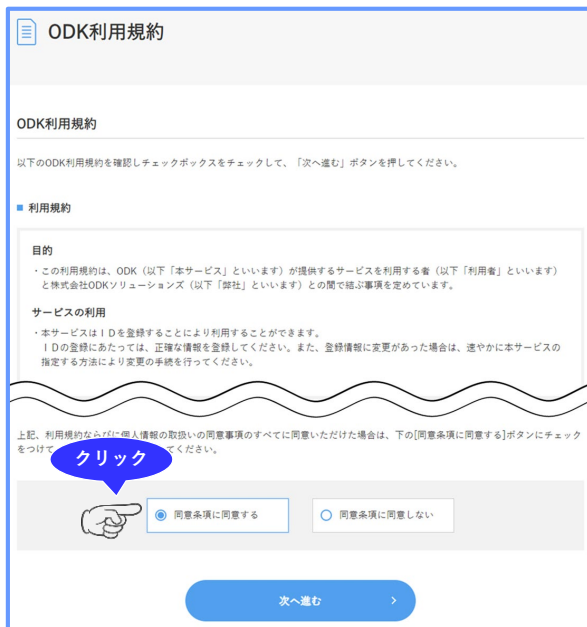 ODK利用規約
ODK利用規約
以下のODK利用規約を確認しチェックボックスをチェックして、「次へ進む」ボタンを押してください。
利用規約
目的
・この利用規約は、ODK（以下「本サービス」といいます）が提供するサービスを利用する者（以下「利用者」といいます）
と株式会社ODKソリューションズ（以下「弊社」といいます）との間で結ぶ事項を定めています。
サービスの利用
・本サービスはＩＤを登録することにより利用することができます。
ＩＤの登録にあたっては、正確な情報を登録してください。また、登録情報に変更があった場合は、速やかに本サービスの
指定する方法により変更の手続を行ってください。
上記、利用規約ならびに個人情報の取扱いの同意事項のすべてに同意いただけた場合は、下の[同意条項に同意する]ボタンにチェック
をつけて てください。
クリック
同意条項に同意する
同意条項に同意しない
次へ進む